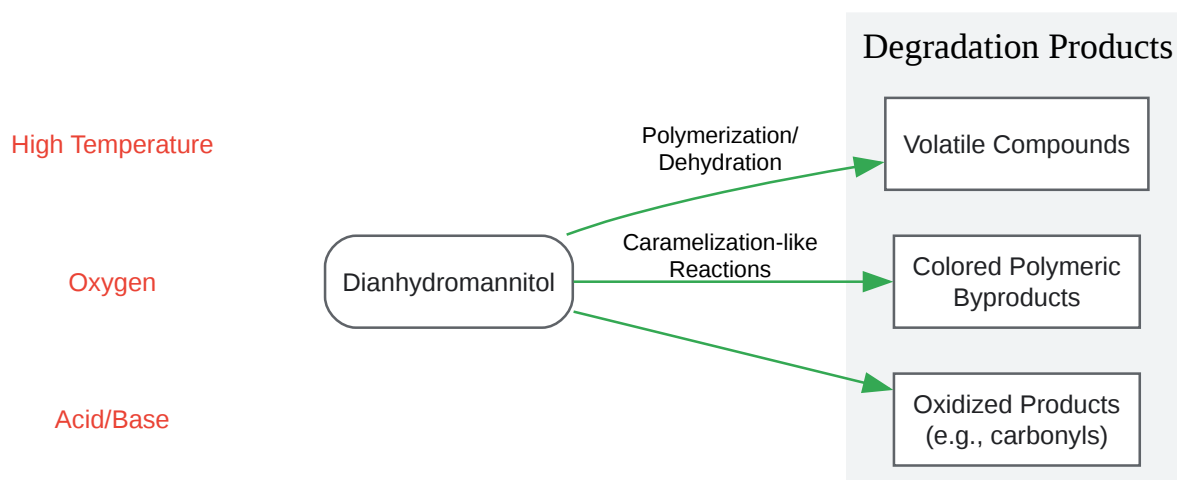 Degradation Products
High Temperature
Polymerization/
Dehydration
Volatile Compounds
Oxygen
Dianhydromannitol
Caramelization-like
Reactions
Colored Polymeric
Byproducts
Acid/Base
Oxidized Products
(e.g., carbonyls)